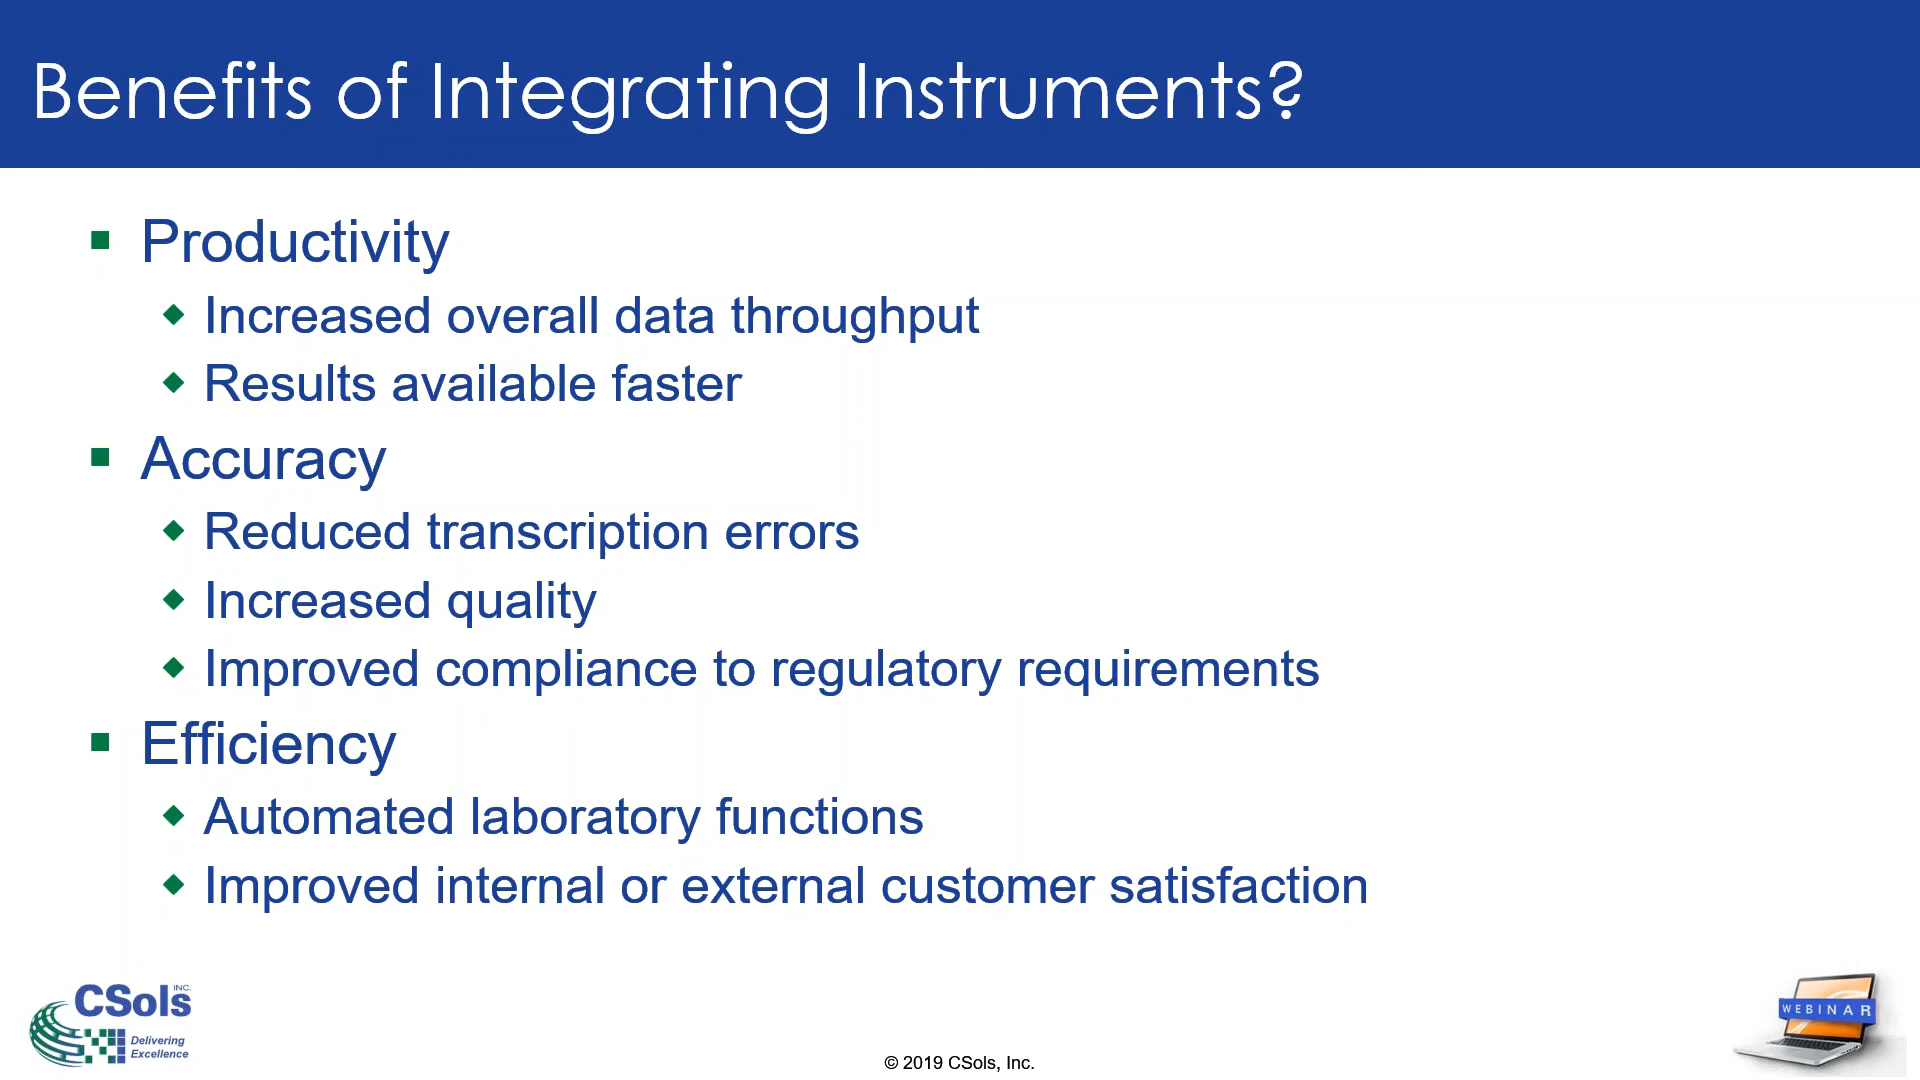 Benefits of Integrating Instruments?
Productivity
Increased overall data throughput
Results available faster
Accuracy
Reduced transcription errors
Increased quality
Improved compliance to regulatory requirements
Efficiency
Automated laboratory functions
Improved internal or external customer satisfaction
CSols INC.
Delivering
Excellence
© 2019 CSols, Inc.
WEBINAR